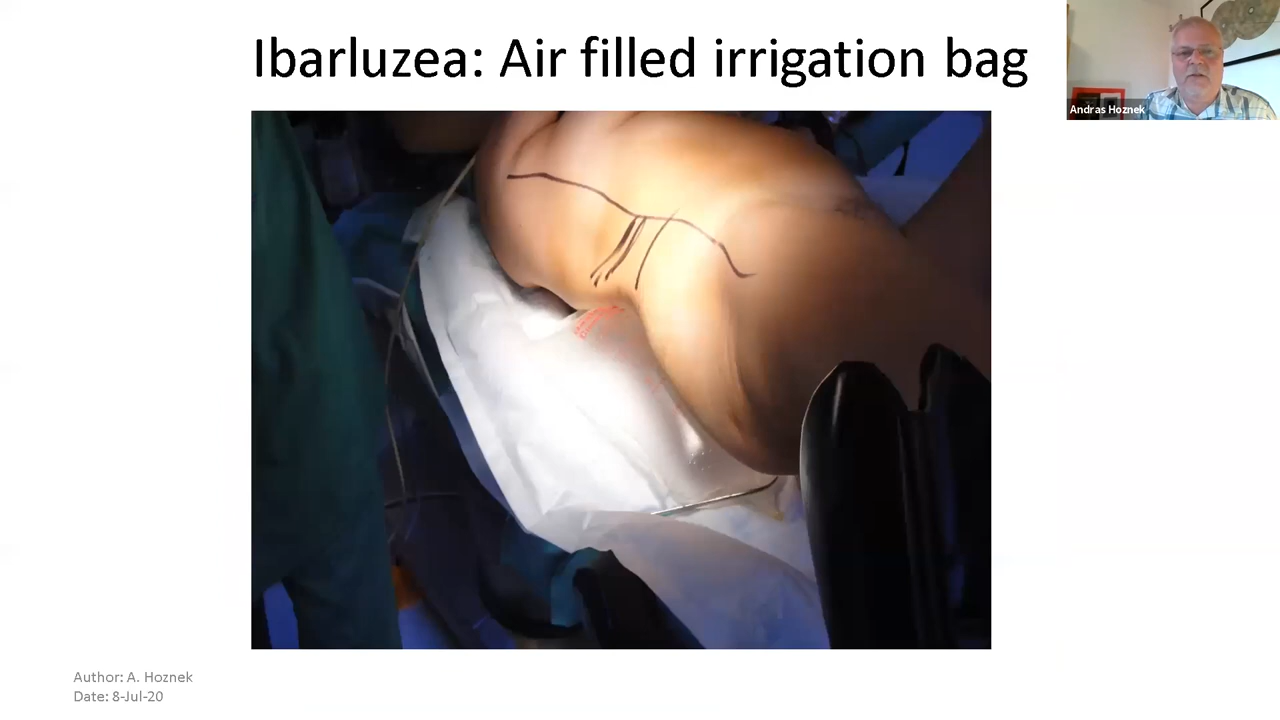 Ibarluzea: Air filled irrigation bag
Andras Hoznek
Author: A. Hoznek
Date: 8-Jul-20